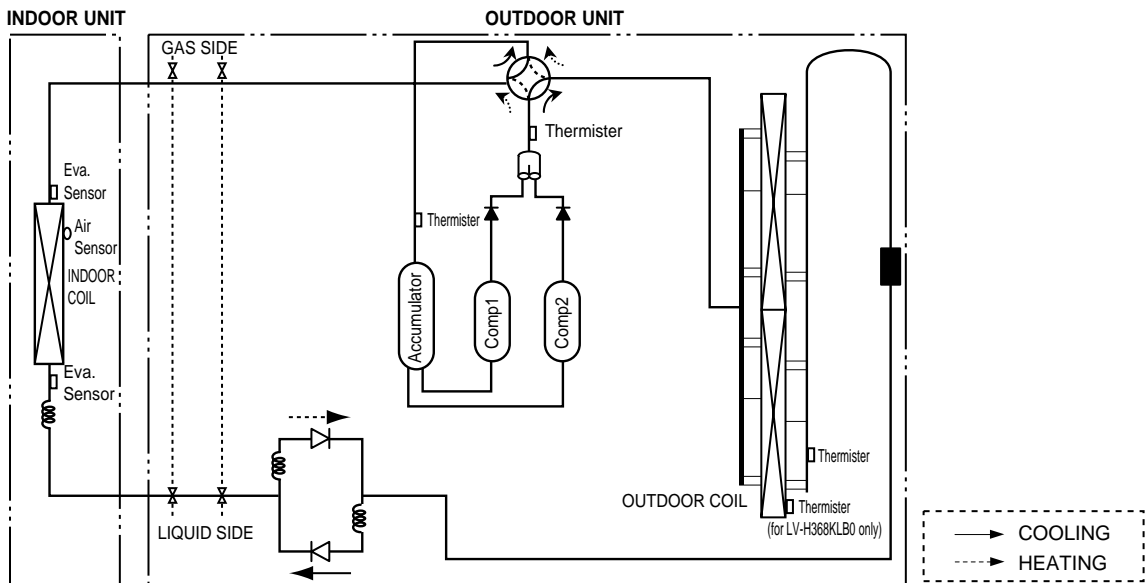 INDOOR UNIT
OUTDOOR UNIT
GAS SIDE
Thermister
Eva.
Sensor
Air
Sensor
INDOOR
COIL
Thermister
Accumulator
Comp1
Comp2
Eva.
Sensor
Thermister
OUTDOOR COIL
Thermister
(for LV-H368KLB0 only)
LIQUID SIDE
COOLING
HEATING